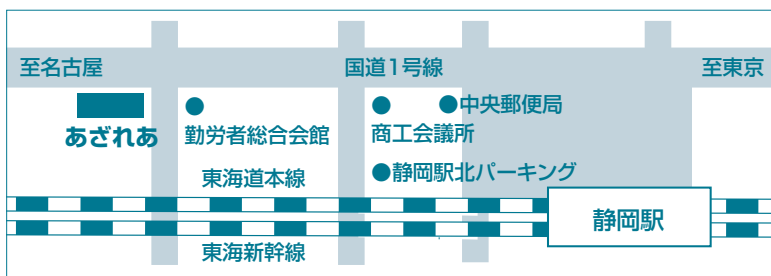 至名古屋
国道1号線
至東京
中央郵便局
あざれあ
勤労者総合会館
商工会議所
東海道本線
静岡駅北パーキング
静岡駅
東海新幹線